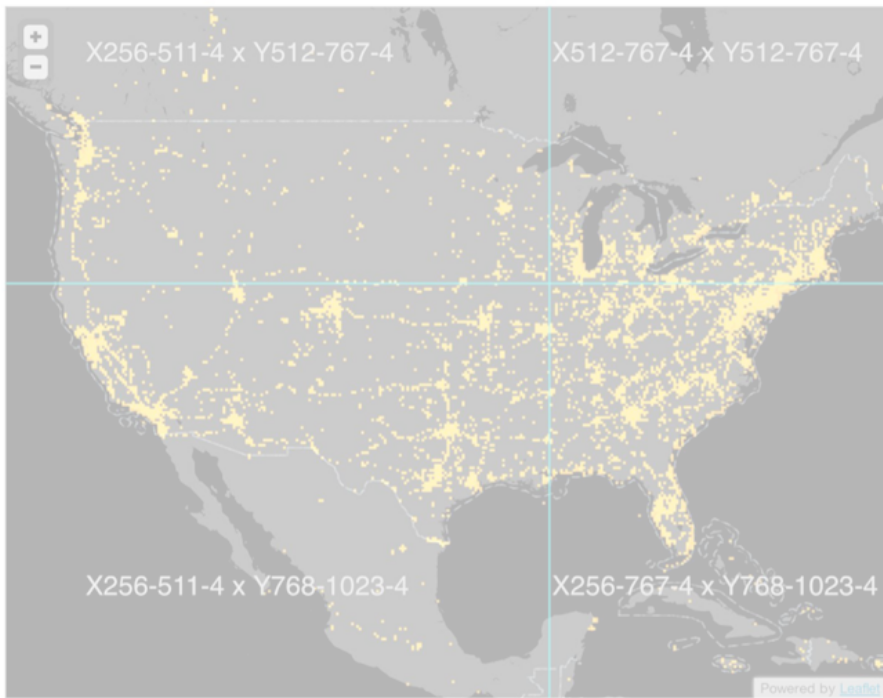 +
X256-511-4 x Y512-767-4
X512-767-4 x Y512-767-4
−
X256-511-4 x Y768-1023-4
X256-767-4 x Y768-1023-4
Powered by Leaflet